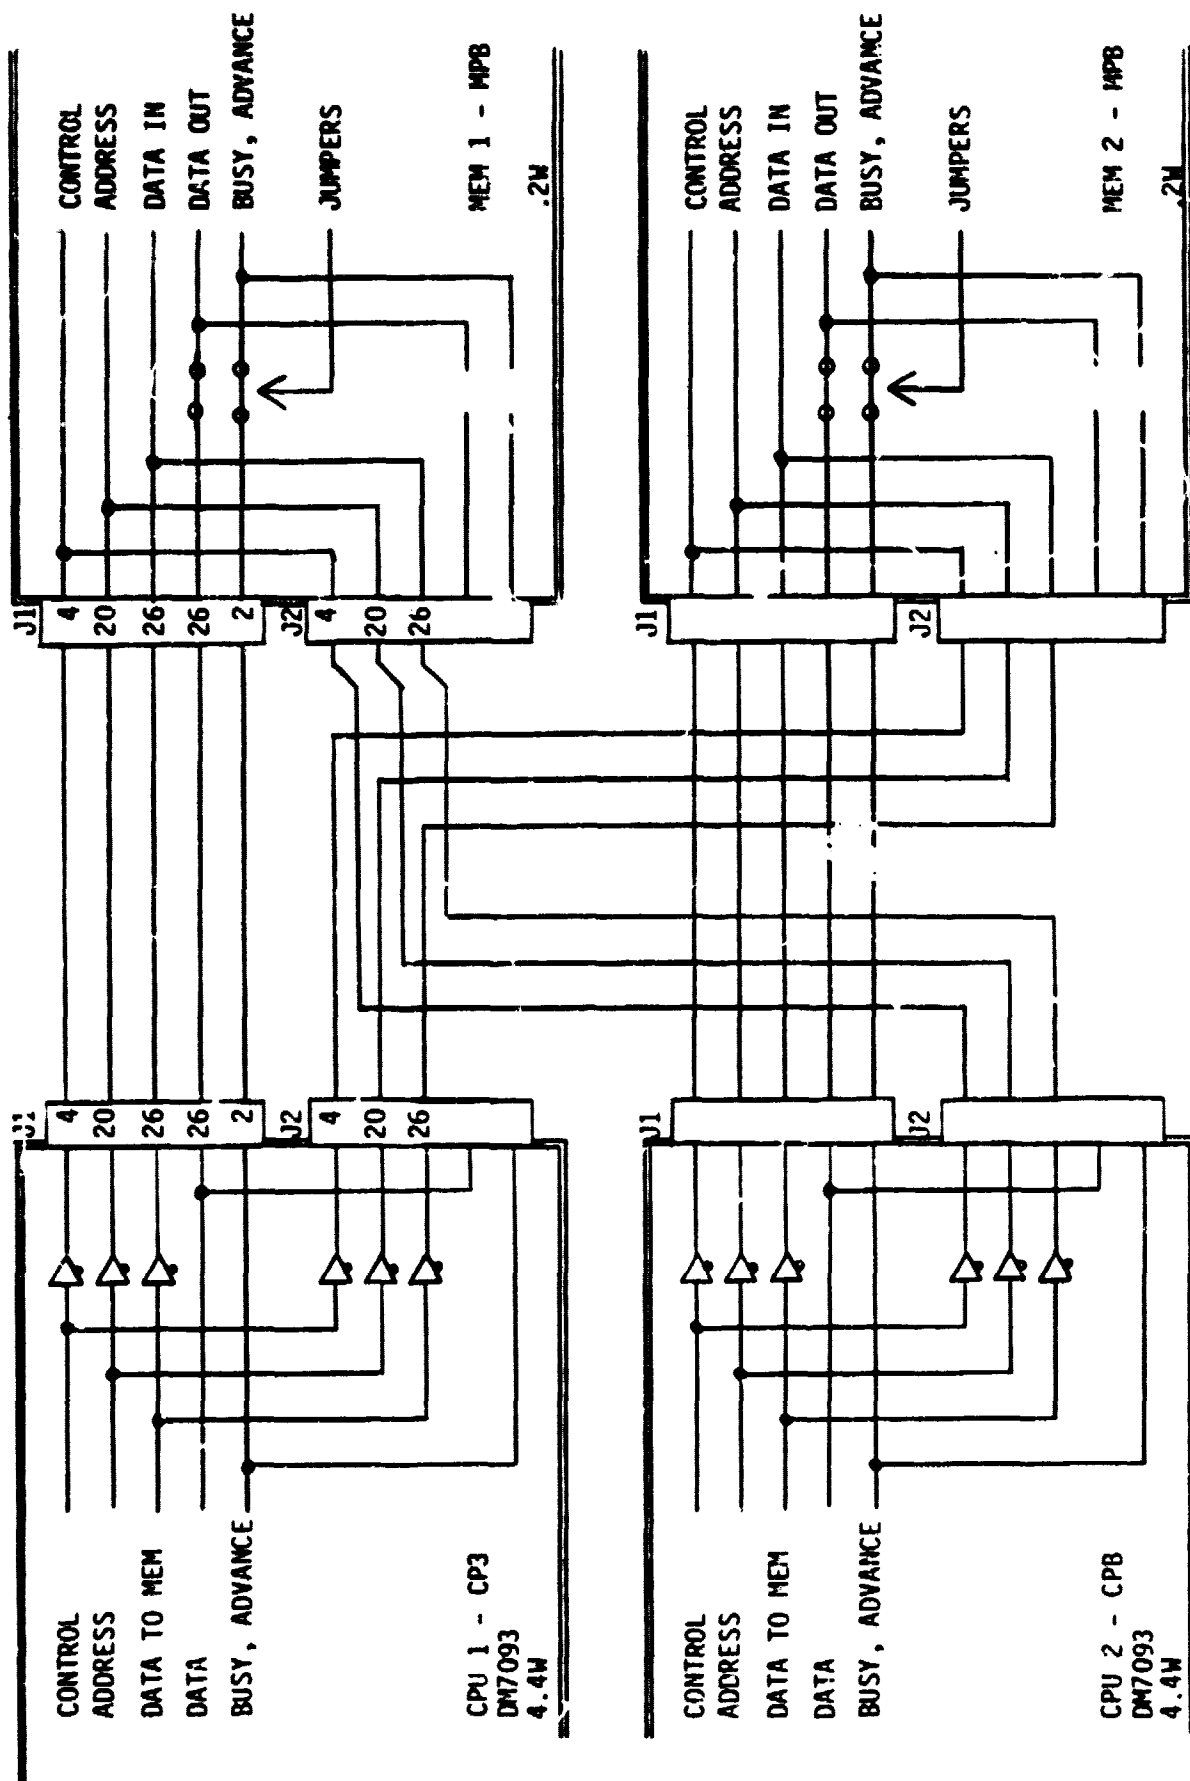 CONTROL
ADDRESS
DATA TO MEM
DATA
BUSY, ADVANCE
CPU 1 - CP3
DM7093
4.4W
J1
4
20
26
26
2
J2
4
20
26
J1
4
20
26
26
2
J2
4
20
26
CONTROL
ADDRESS
DATA IN
DATA OUT
BUSY, ADVANCE
JUMPERS
MEM 1 - MPB
.2W
CONTROL
ADDRESS
DATA TO MEM
DATA
BUSY, ADVANCE
CPU 2 - CPB
DM7093
4.4W
J1
J2
J1
J2
CONTROL
ADDRESS
DATA IN
DATA OUT
BUSY, ADVANCE
JUMPERS
MEM 2 - MPB
.2W